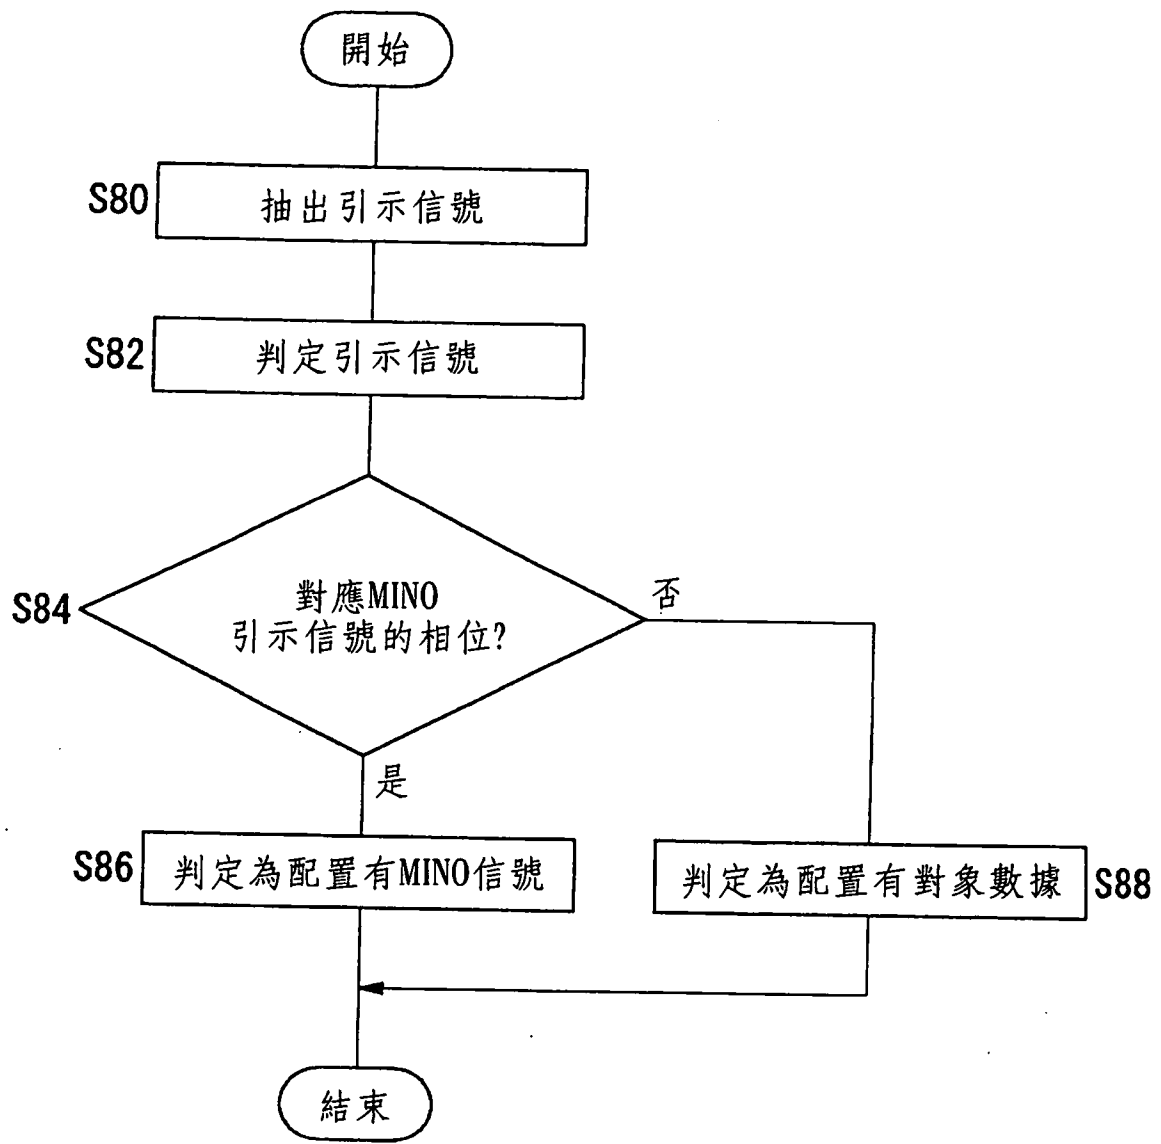 開始
S80
抽出引示信號
S82
判定引示信號
S84
對應MINO
引示信號的相位?
否
是
S86
判定為配置有MINO信號
判定為配置有對象數據
S88
結束